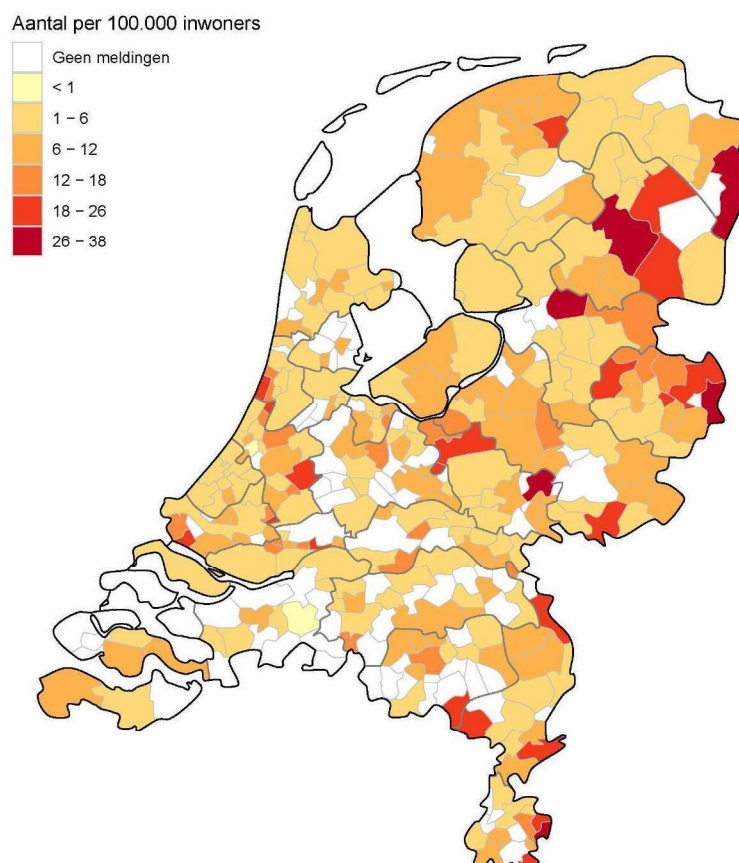 Aantal per 100.000 inwoners
Geen meldingen
< 1
1 – 6
6 – 12
12 – 18
18 – 26
26 – 38